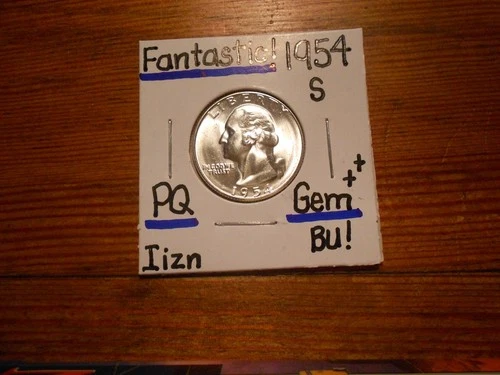 Fantastic! 1954
S
LIBERTY
IN GOD WE
TRUST
1954
PQ
Gem++
BU!
Iizn